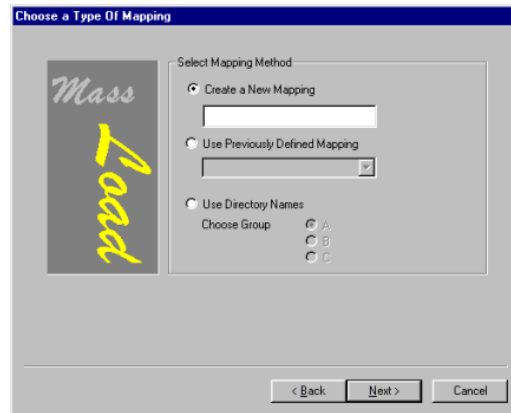 Choose a Type Of Mapping
Mass
Load
Select Mapping Method
Create a New Mapping
Use Previously Defined Mapping
Use Directory Names
Choose Group
A
B
C
< Back
Next >
Cancel